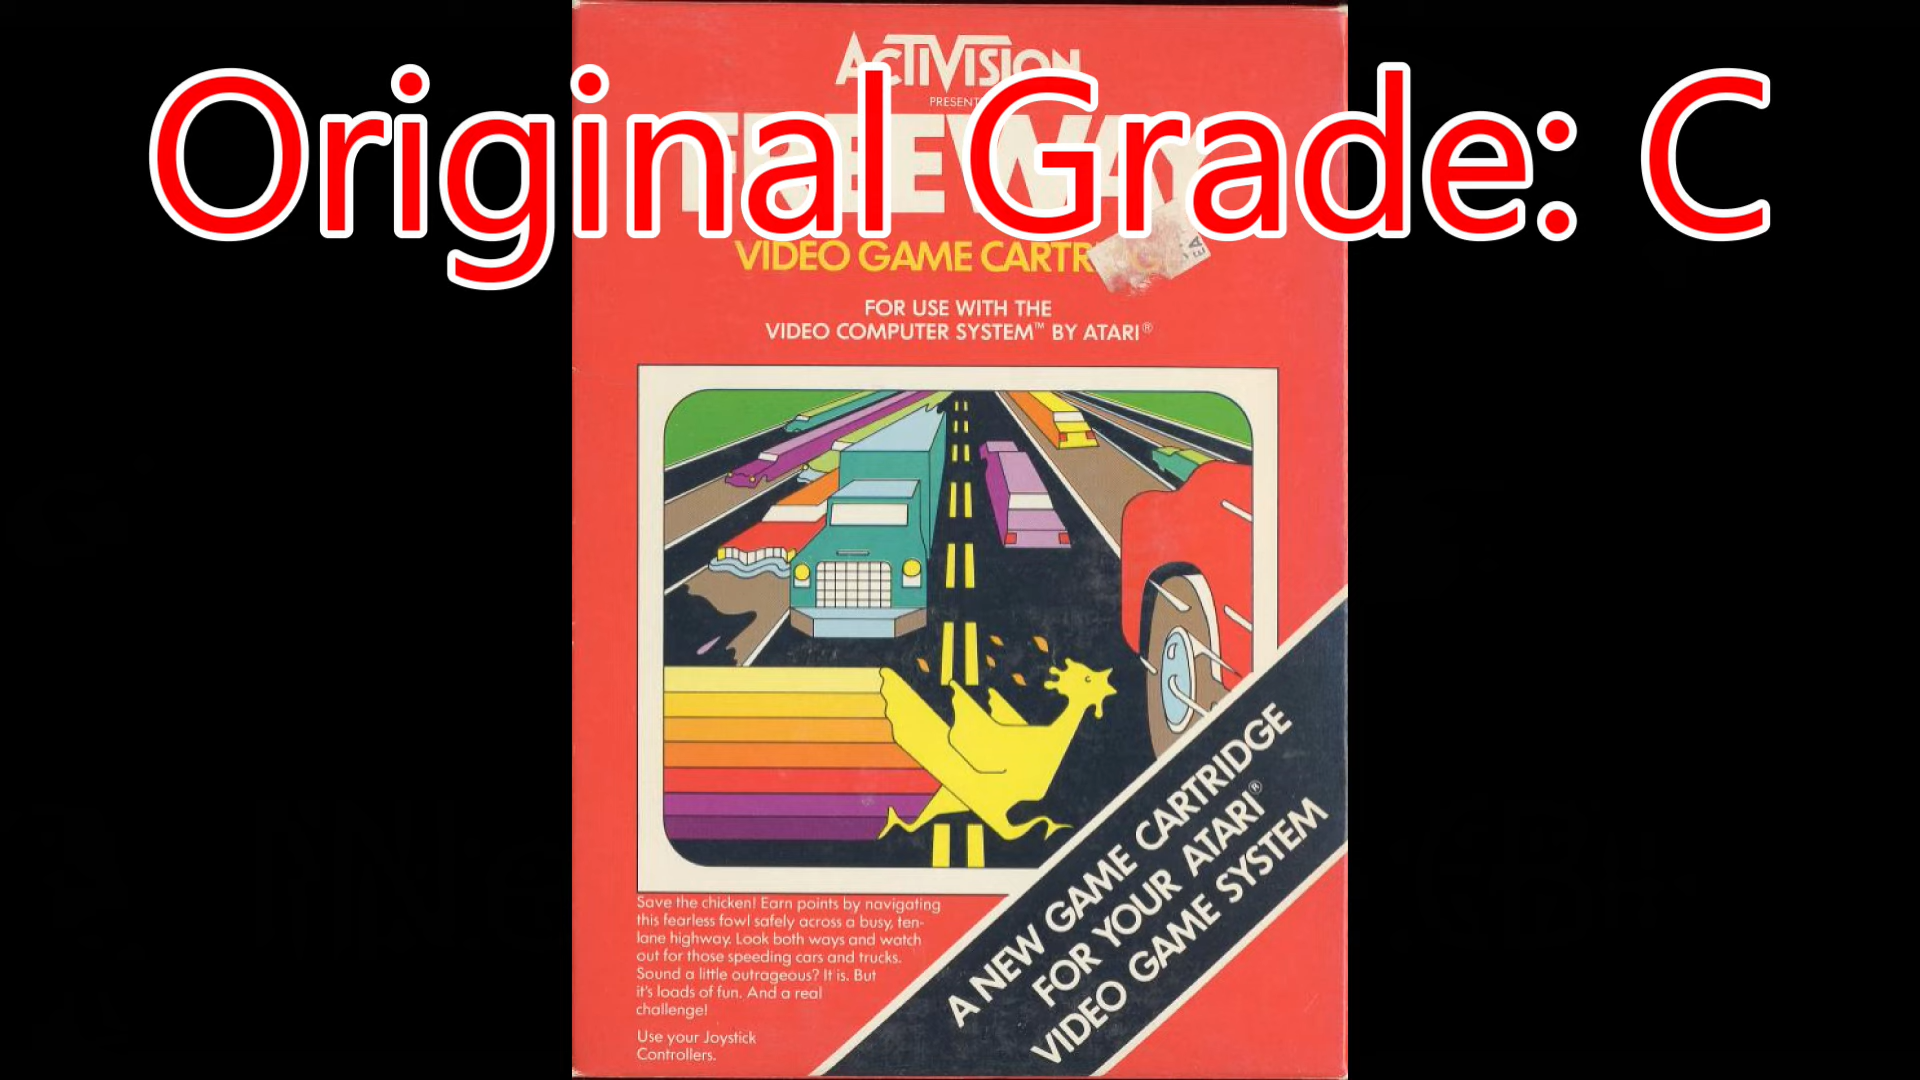 ACTIVISION
PRESENTS
Original Grade: C
FREEWAY
VIDEO GAME
FOR USE WITH THE
VIDEO COMPUTER SYSTEM™ BY ATARI®
Save the chicken! Earn points by navigating
this fearless fowl safely across a busy, ten-
lane highway. Look both ways and watch
out for those speeding cars and trucks.
Sound a little outrageous? It is. But
it's loads of fun. And a real
challenge!
Use your Joystick
Controllers.
A NEW GAME CARTRIDGE
FOR YOUR ATARI®
VIDEO GAME SYSTEM